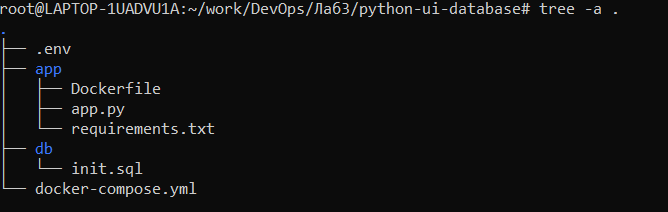 root@LAPTOP-1UADVU1A:~/work/DevOps/Лаб3/python-ui-database# tree -a .
.
├── .env
├── app
│   ├── Dockerfile
│   ├── app.py
│   └── requirements.txt
├── db
│   └── init.sql
└── docker-compose.yml